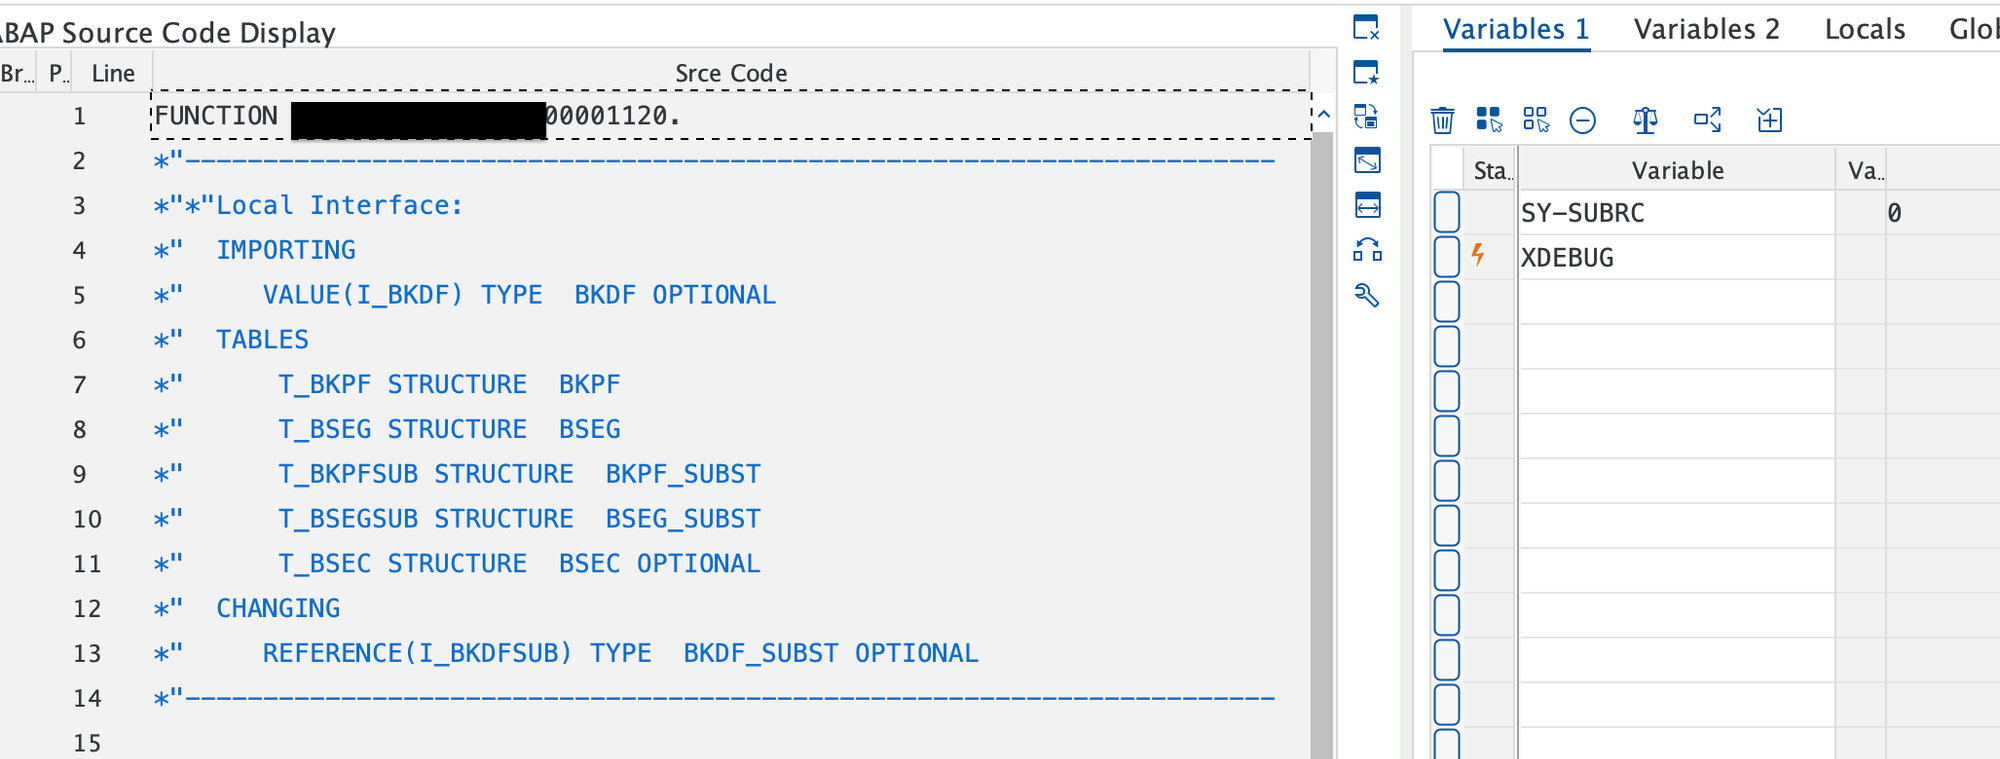 ABAP Source Code Display
Br... P.. Line Srce Code
1 FUNCTION 00001120.
2 *"----------------------------------------------------------------------
3 *"*"Local Interface:
4 *" IMPORTING
5 *" VALUE(I_BKDF) TYPE BKDF OPTIONAL
6 *" TABLES
7 *" T_BKPF STRUCTURE BKPF
8 *" T_BSEG STRUCTURE BSEG
9 *" T_BKPFSUB STRUCTURE BKPF_SUBST
10 *" T_BSEGSUB STRUCTURE BSEG_SUBST
11 *" T_BSEC STRUCTURE BSEC OPTIONAL
12 *" CHANGING
13 *" REFERENCE(I_BKDFSUB) TYPE BKDF_SUBST OPTIONAL
14 *"----------------------------------------------------------------------
15
Variables 1 Variables 2 Locals Glob
Sta.. Variable Va..
SY-SUBRC 0
XDEBUG